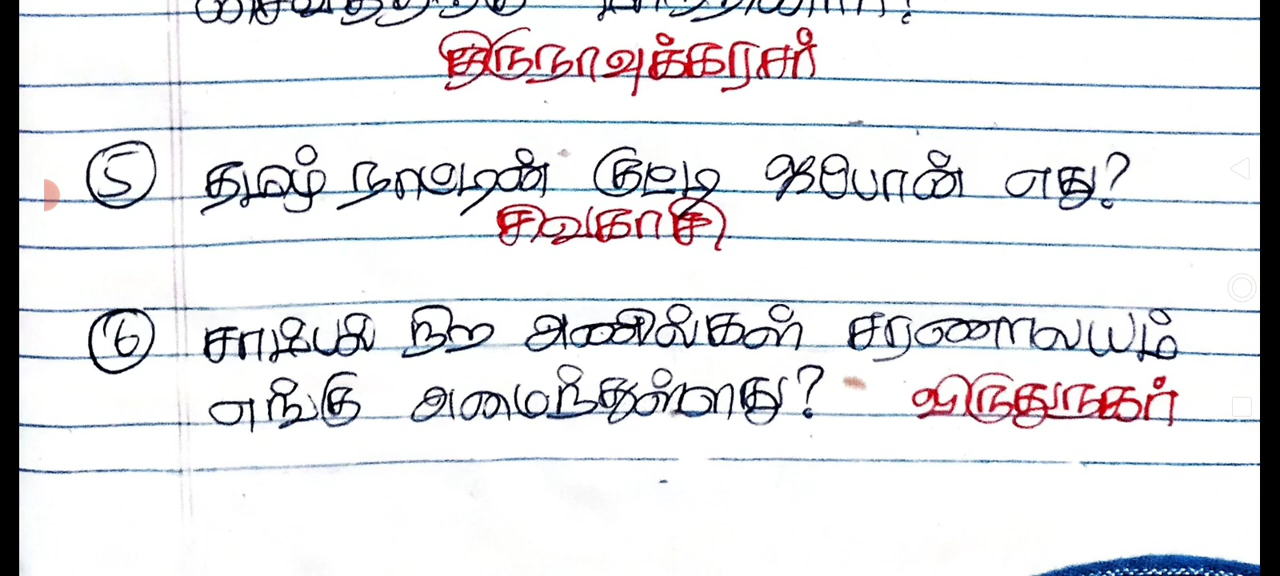 திருநாவுக்கரசர்
⑤ தமிழ் நாட்டின் குட்டி ஜப்பான் எது?
சிவகாசி
⑥ சாம்பல் நிற அணில்கள் சரணாலயம்
எங்கு அமைந்துள்ளது? விருதுநகர்